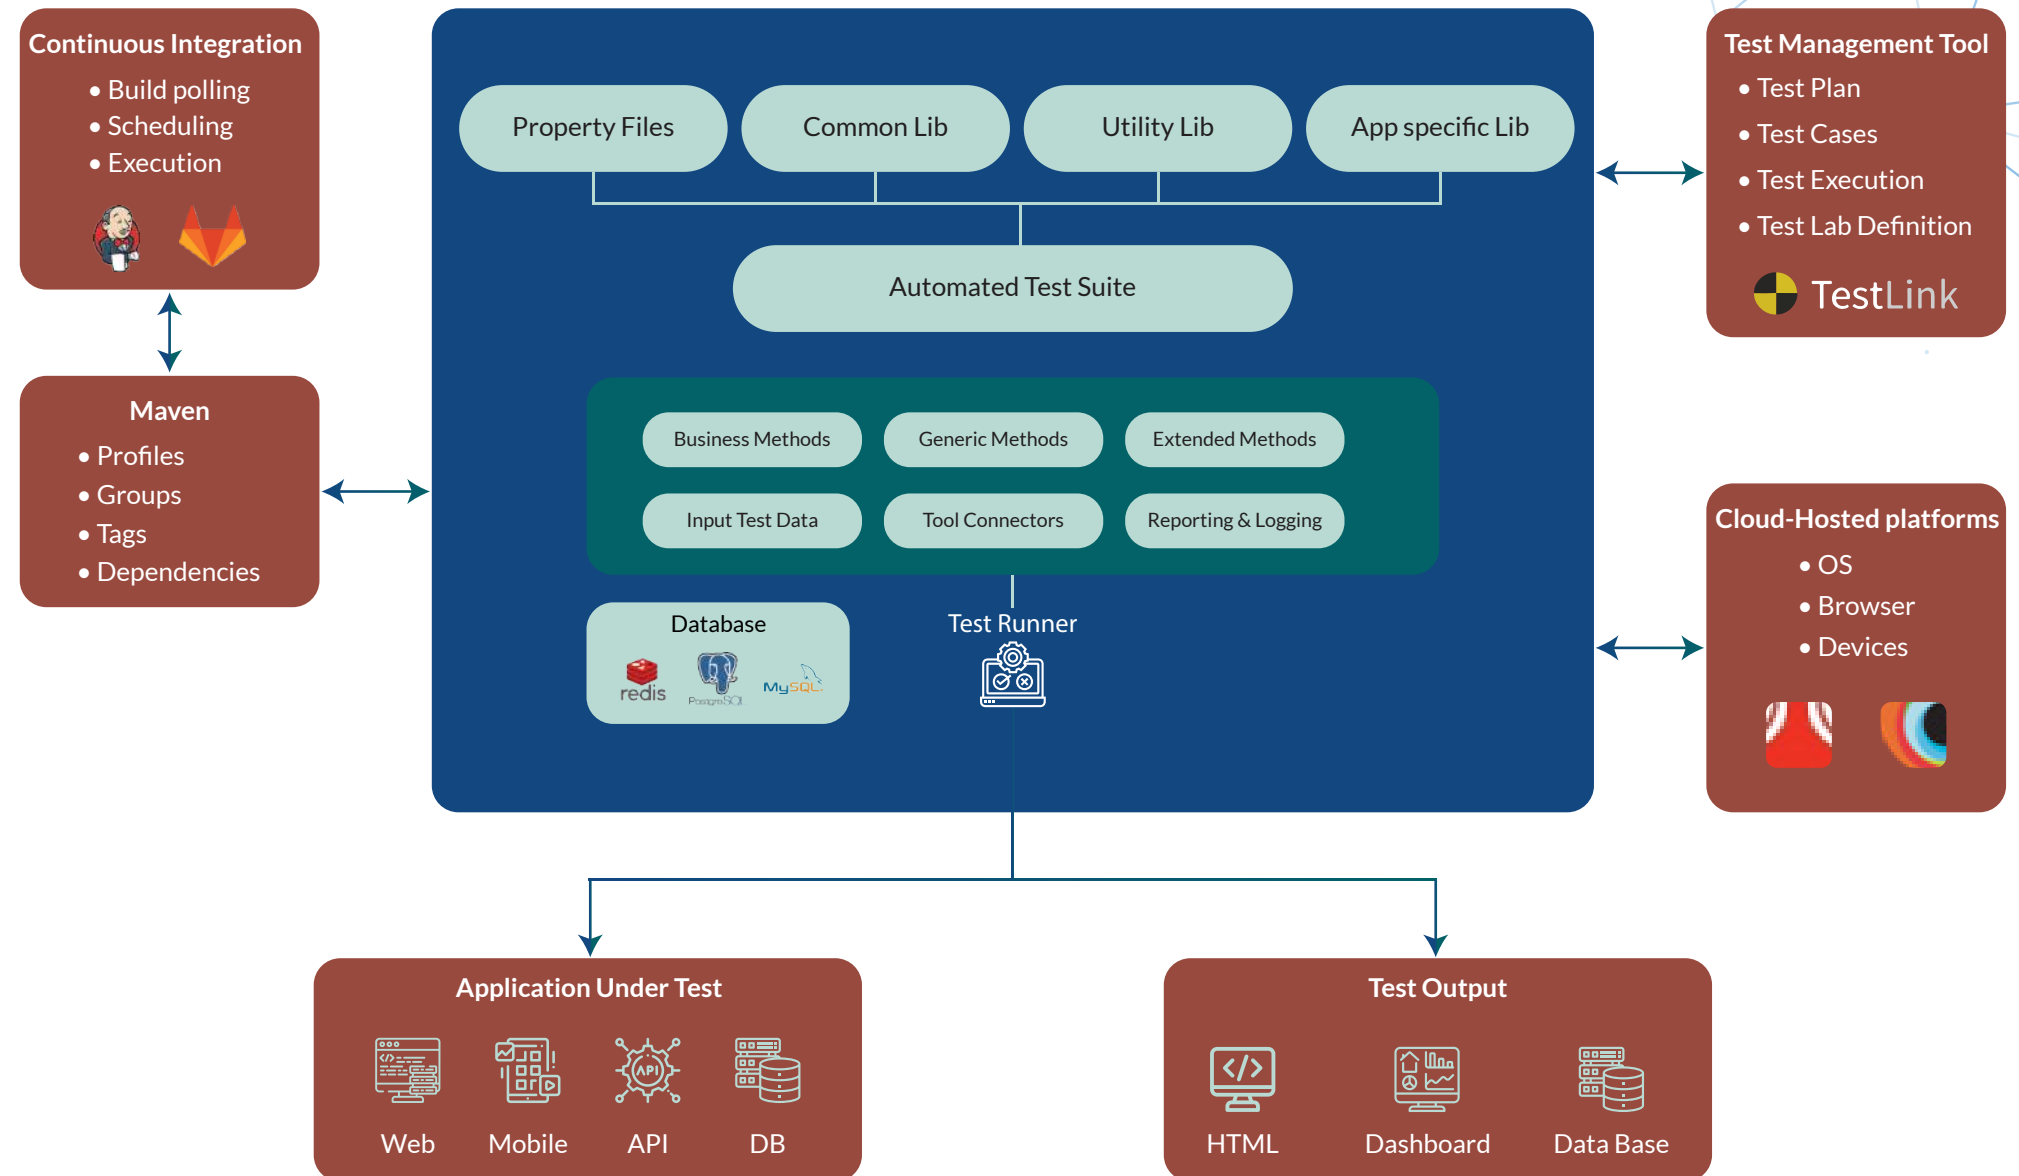 Continuous Integration
• Build polling
• Scheduling
• Execution
Maven
• Profiles
• Groups
• Tags
• Dependencies
Property Files
Common Lib
Utility Lib
App specific Lib
Automated Test Suite
Business Methods
Generic Methods
Extended Methods
Input Test Data
Tool Connectors
Reporting & Logging
Database
redis
PostgreSQL
MySQL
Test Runner
Test Management Tool
• Test Plan
• Test Cases
• Test Execution
• Test Lab Definition
TestLink
Cloud-Hosted platforms
• OS
• Browser
• Devices
Application Under Test
</>
API
Web
Mobile
API
DB
Test Output
</>
HTML
Dashboard
Data Base